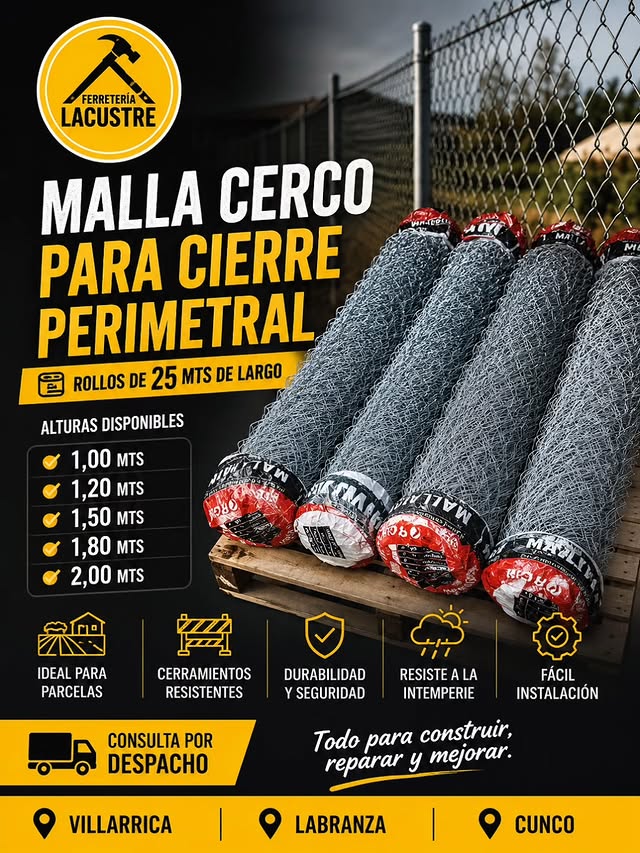 FERRETERÍA
LACUSTRE
MALLA CERCO
PARA CIERRE
PERIMETRAL
ROLLOS DE 25 MTS DE LARGO
ALTURAS DISPONIBLES
1,00 MTS
1,20 MTS
1,50 MTS
1,80 MTS
2,00 MTS
IDEAL PARA
PARCELAS
CERRAMIENTOS
RESISTENTES
DURABILIDAD
Y SEGURIDAD
RESISTE A LA
INTEMPERIE
FÁCIL
INSTALACIÓN
CONSULTA POR
DESPACHO
Todo para construir,
reparar y mejorar.
VILLARRICA
LABRANZA
CUNCO